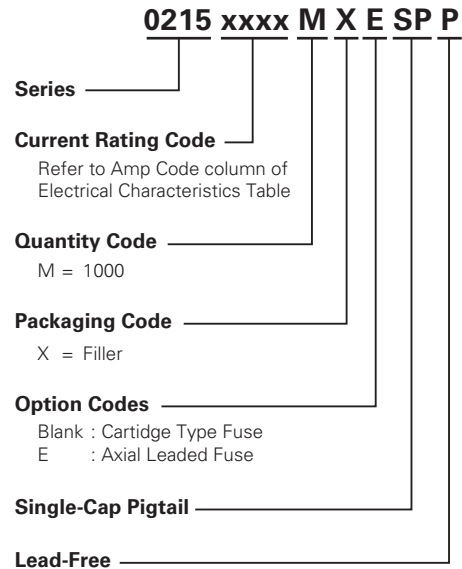 0215 xxxx M X E SP P
Series
Current Rating Code
Refer to Amp Code column of
Electrical Characteristics Table
Quantity Code
M = 1000
Packaging Code
X = Filler
Option Codes
Blank : Cartidge Type Fuse
E : Axial Leaded Fuse
Single-Cap Pigtail
Lead-Free